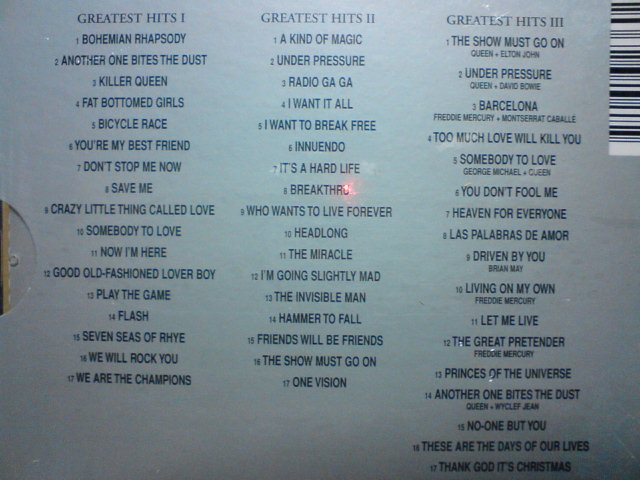 GREATEST HITS I
1 BOHEMIAN RHAPSODY
2 ANOTHER ONE BITES THE DUST
3 KILLER QUEEN
4 FAT BOTTOMED GIRLS
5 BICYCLE RACE
6 YOU'RE MY BEST FRIEND
7 DON'T STOP ME NOW
8 SAVE ME
9 CRAZY LITTLE THING CALLED LOVE
10 SOMEBODY TO LOVE
11 NOW I'M HERE
12 GOOD OLD-FASHIONED LOVER BOY
13 PLAY THE GAME
14 FLASH
15 SEVEN SEAS OF RHYE
16 WE WILL ROCK YOU
17 WE ARE THE CHAMPIONS
GREATEST HITS II
1 A KIND OF MAGIC
2 UNDER PRESSURE
3 RADIO GA GA
4 I WANT IT ALL
5 I WANT TO BREAK FREE
6 INNUENDO
7 IT'S A HARD LIFE
8 BREAKTHRU
9 WHO WANTS TO LIVE FOREVER
10 HEADLONG
11 THE MIRACLE
12 I'M GOING SLIGHTLY MAD
13 THE INVISIBLE MAN
14 HAMMER TO FALL
15 FRIENDS WILL BE FRIENDS
16 THE SHOW MUST GO ON
17 ONE VISION
GREATEST HITS III
1 THE SHOW MUST GO ON
QUEEN + ELTON JOHN
2 UNDER PRESSURE
QUEEN + DAVID BOWIE
3 BARCELONA
FREDDIE MERCURY + MONTSERRAT CABALLÉ
4 TOO MUCH LOVE WILL KILL YOU
5 SOMEBODY TO LOVE
GEORGE MICHAEL + QUEEN
6 YOU DON'T FOOL ME
7 HEAVEN FOR EVERYONE
8 LAS PALABRAS DE AMOR
9 DRIVEN BY YOU
BRIAN MAY
10 LIVING ON MY OWN
FREDDIE MERCURY
11 LET ME LIVE
12 THE GREAT PRETENDER
FREDDIE MERCURY
13 PRINCES OF THE UNIVERSE
14 ANOTHER ONE BITES THE DUST
QUEEN + WYCLEF JEAN
15 NO-ONE BUT YOU
16 THESE ARE THE DAYS OF OUR LIVES
17 THANK GOD IT'S CHRISTMAS